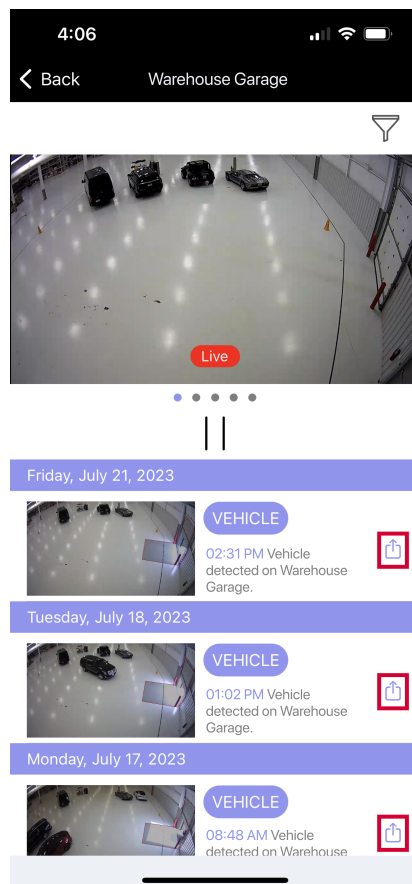 4:06
Back
Warehouse Garage
Live
Friday, July 21, 2023
VEHICLE
02:31 PM Vehicle
detected on Warehouse
Garage.
Tuesday, July 18, 2023
VEHICLE
01:02 PM Vehicle
detected on Warehouse
Garage.
Monday, July 17, 2023
VEHICLE
08:48 AM Vehicle
detected on Warehouse